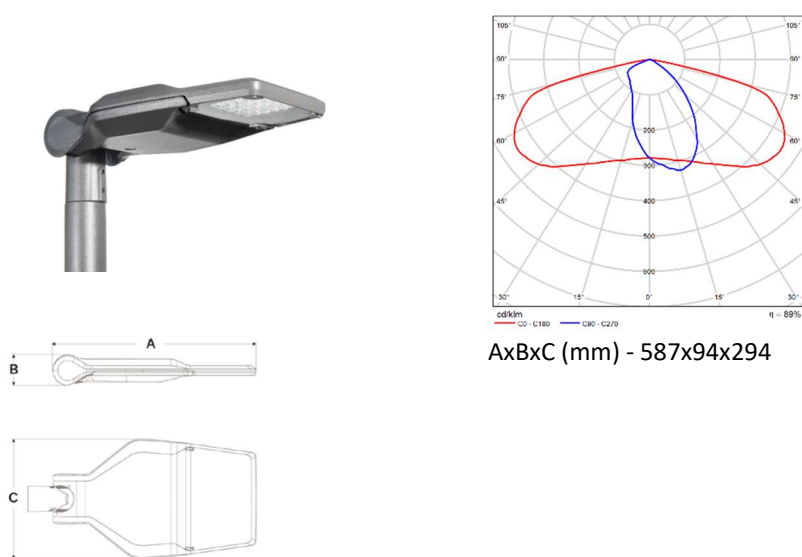 105° 105°
90° 90°
75° 75°
60° 60°
45° 45°
200
300
400
500
600
30° 15° 0° 15° 30°
cd/klm η = 89%
C0 - C180 C90 - C270
AxBxC (mm) - 587x94x294
A
B
C